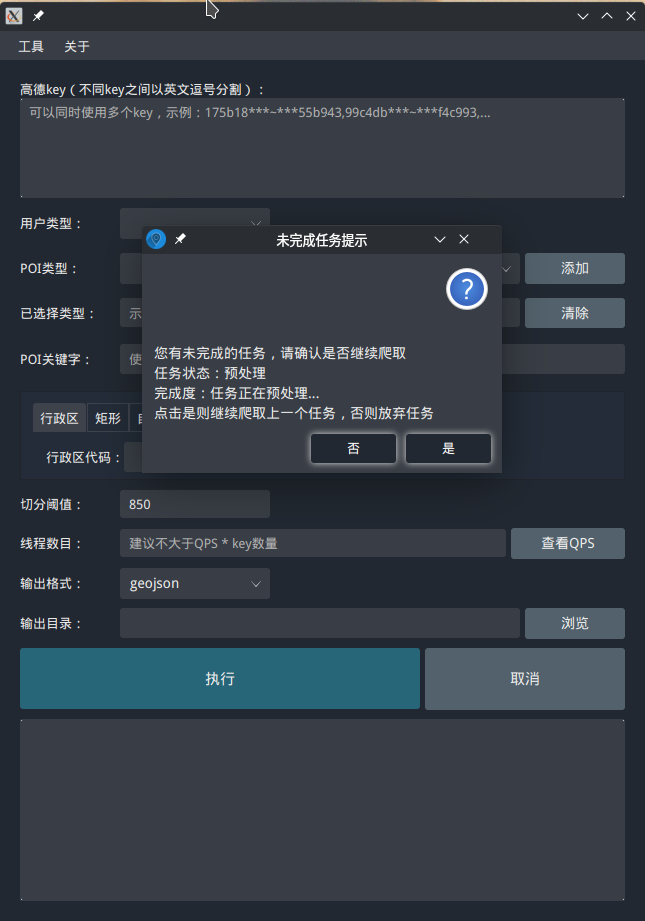 工具 关于
高德key（不同key之间以英文逗号分割）：
可以同时使用多个key，示例：175b18***~***55b943,99c4db***~***f4c993,...
用户类型：
未完成任务提示
POI类型：
添加
已选择类型：
示
清除
POI关键字：
使
您有未完成的任务，请确认是否继续爬取
任务状态：预处理
完成度：任务正在预处理...
点击是则继续爬取上一个任务，否则放弃任务
否 是
行政区 矩形
行政区代码：
切分阈值： 850
线程数目： 建议不大于QPS * key数量 查看QPS
输出格式： geojson
输出目录： 浏览
执行 取消